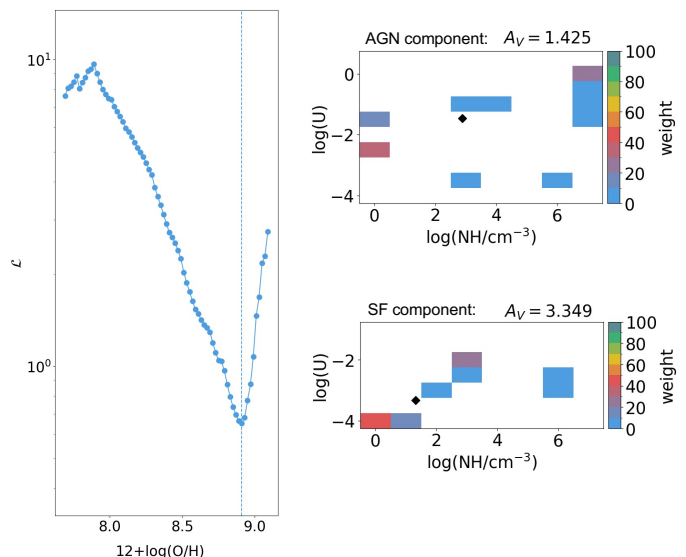 10¹
10⁰
ℒ
8.0 8.5 9.0
12+log(O/H)
AGN component: A_V = 1.425
0
−2
−4
log(U)
0 2 4 6
log(NH/cm⁻³)
100
80
60
40
20
0
weight
SF component: A_V = 3.349
−2
−4
log(U)
0 2 4 6
log(NH/cm⁻³)
100
80
60
40
20
0
weight